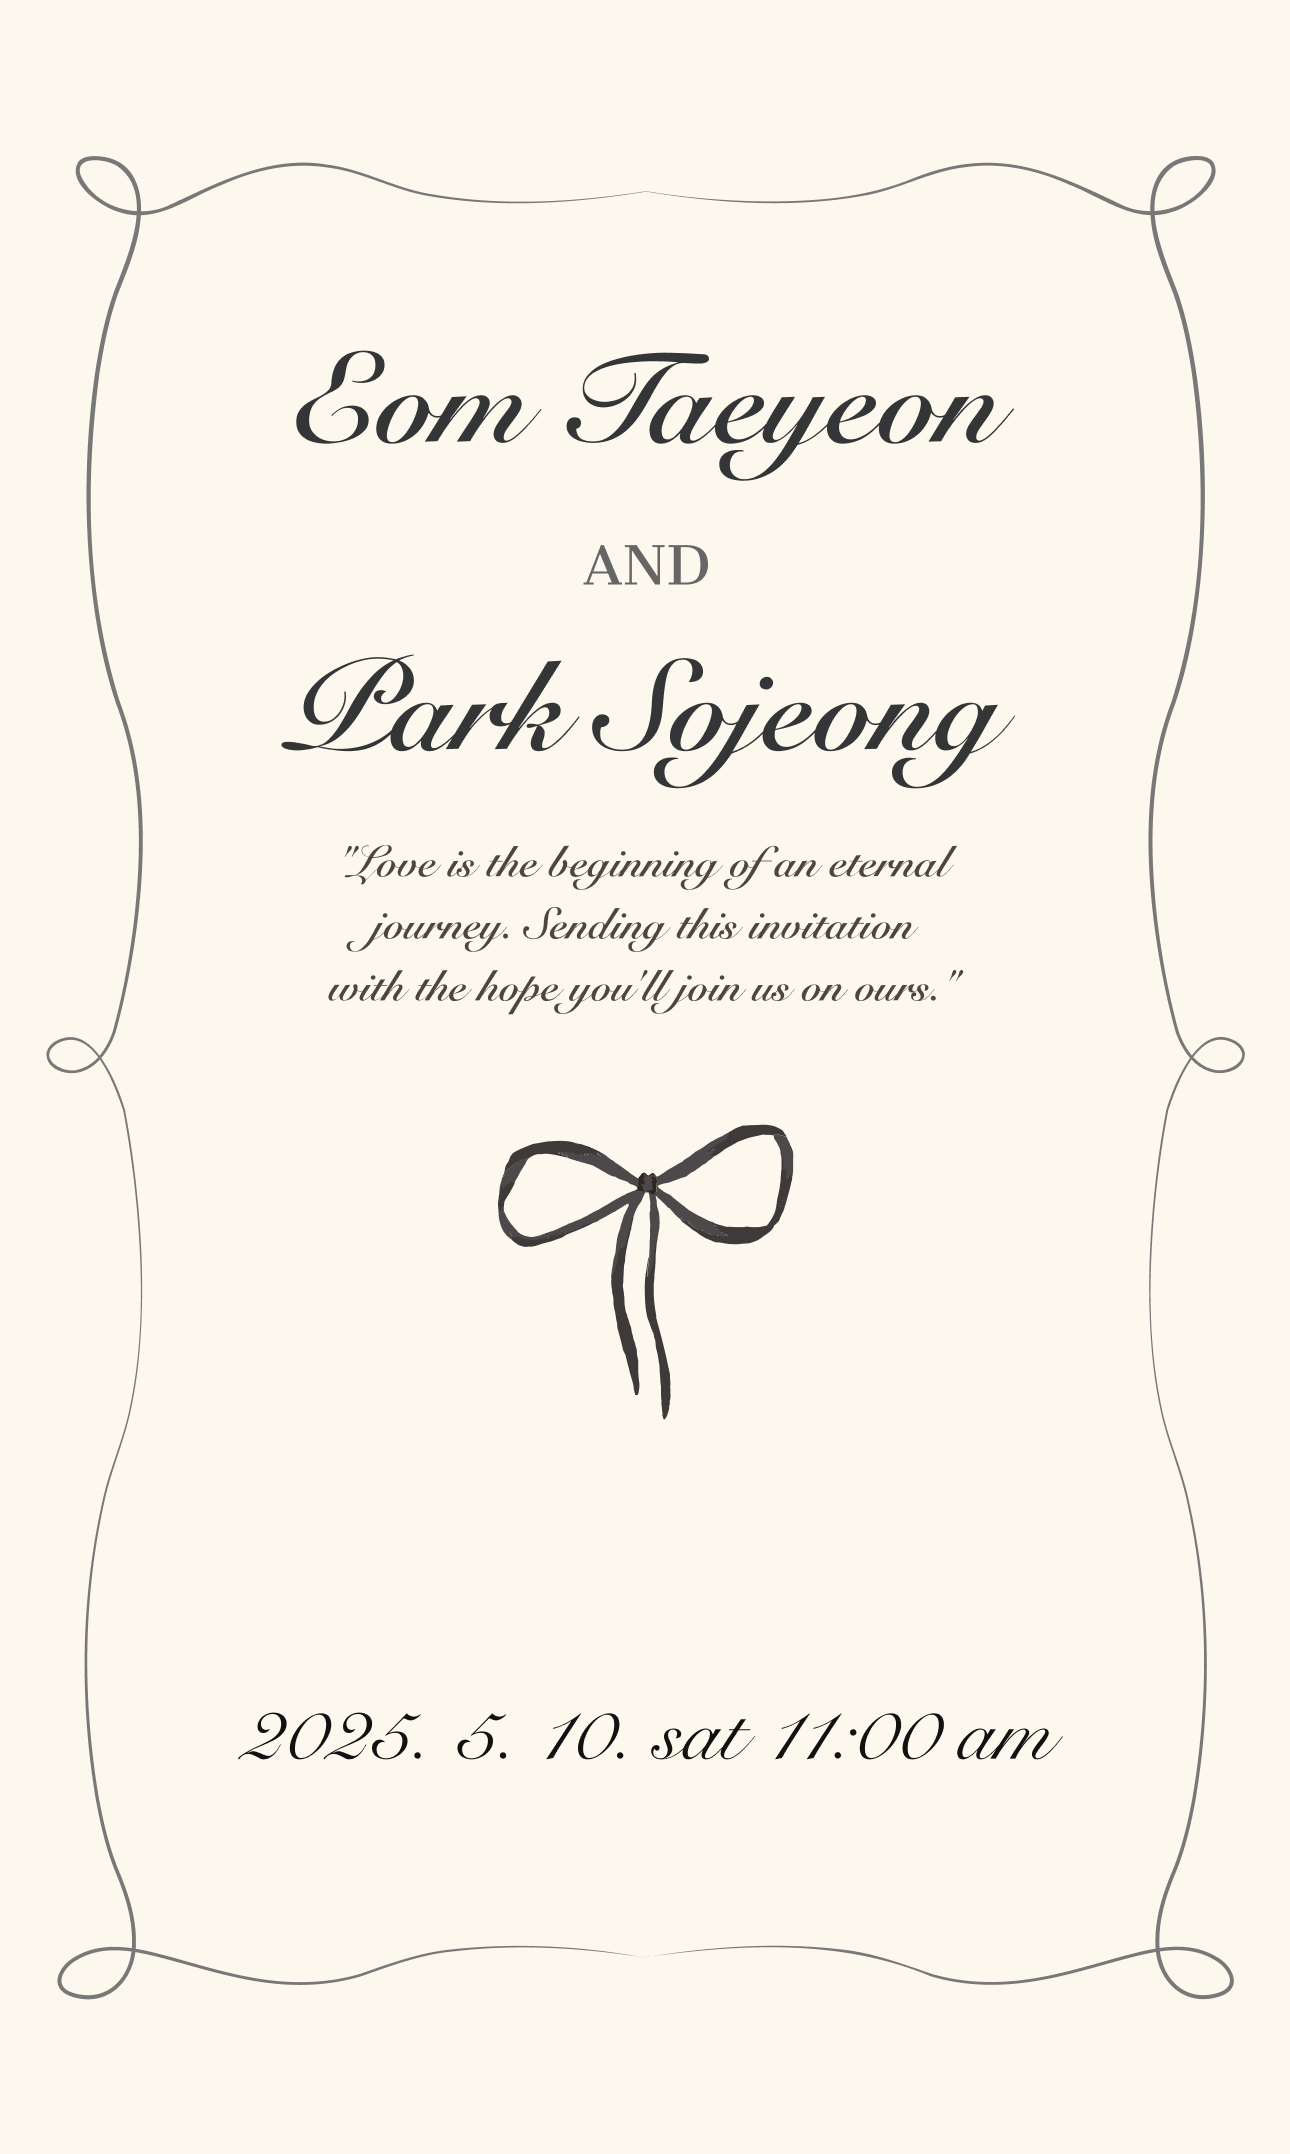 Eom Taeyeon
AND
Park Sojeong
"Love is the beginning of an eternal
journey. Sending this invitation
with the hope you'll join us on ours."
2025. 5. 10. sat 11:00 am